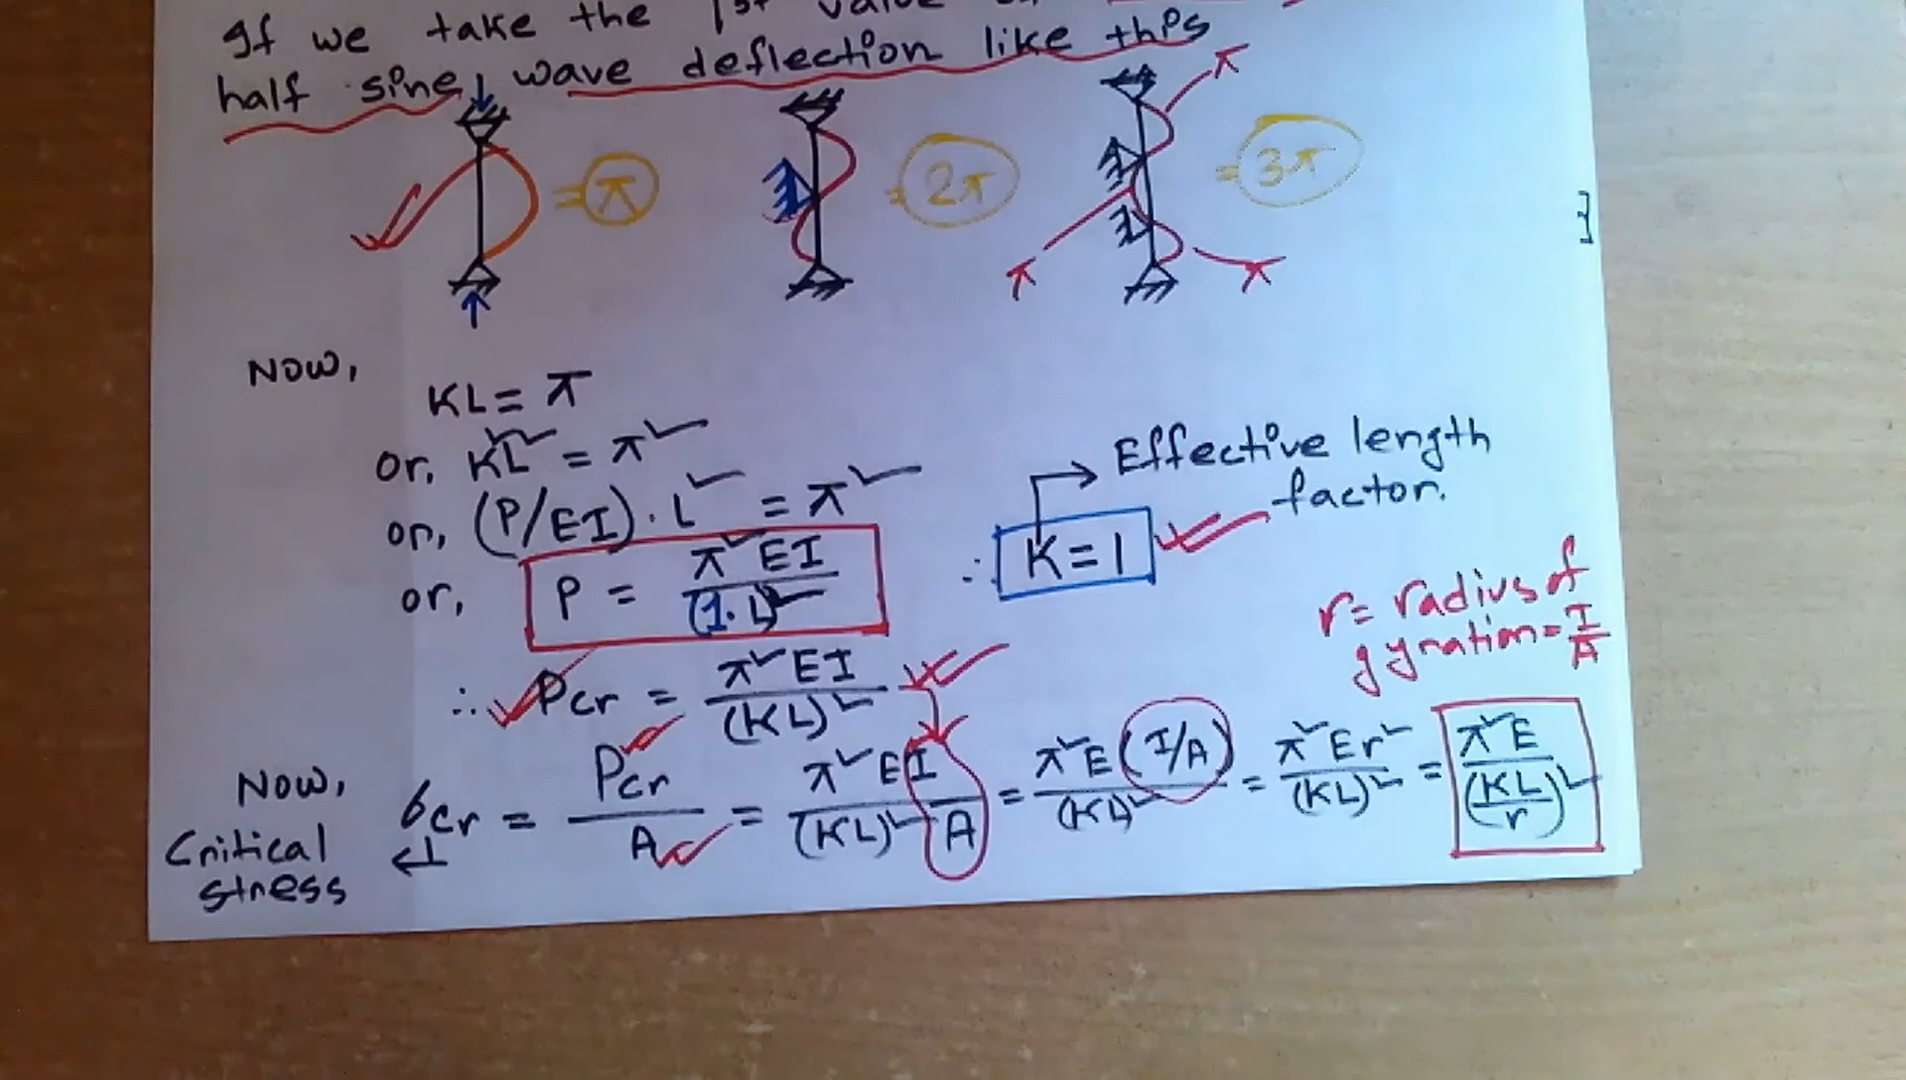 If we take the 1st value
half sine wave deflection like this
π
= π
= 2π
= 3π
π
π
}
Now,
KL = π
or, K²L² = π²
or, (P/EI). L² = π²
Effective length
factor.
or, P = π² EI / (1. L)²
∴ K = 1
r = radius of
gyration = I/A
∴ Pcr = π² EI / (KL)²
Now, σcr = Pcr / A = π² EI / (KL)² A = π² E (I/A) / (KL)² = π² E r² / (KL)² = π² E / (KL/r)²
Critical
stress